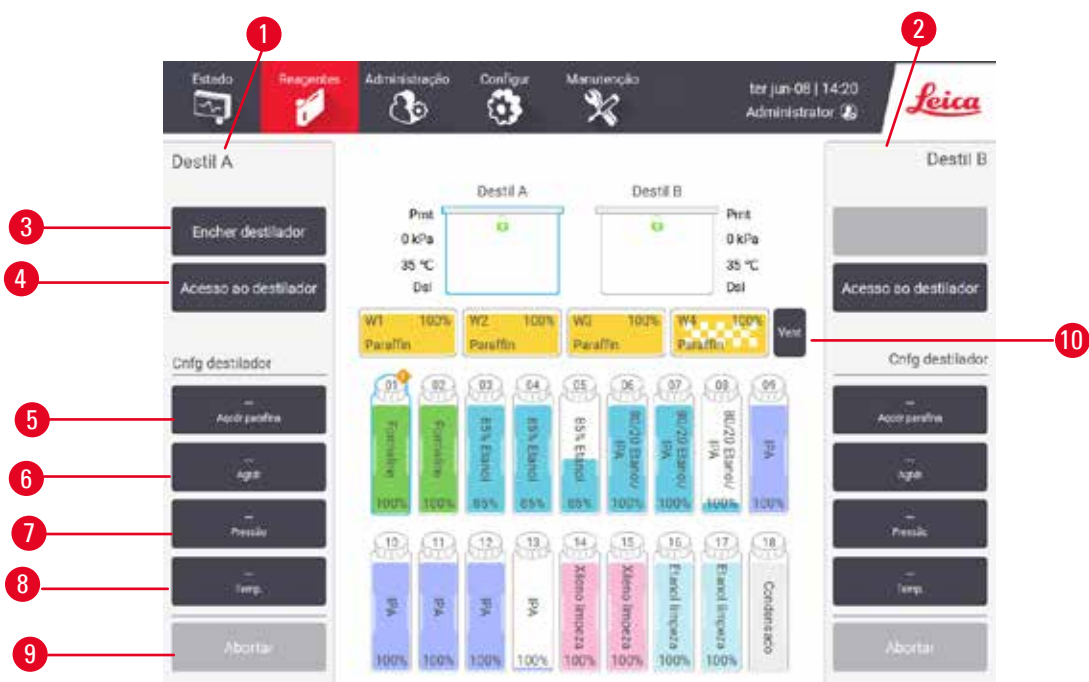 1
2
Estado
Reagentes
Administração
Configur
Manutenção
ter jun-08 | 14:20
Administrator
Leica
Destil A
Destil B
3
Encher destilador
4
Acesso ao destilador
Acesso ao destilador
Destil A
Destil B
Pmt
0 kPa
35 °C
Dsl
Pmt
0 kPa
35 °C
Dsl
W1 100%
Paraffin
W2 100%
Paraffin
W3 100%
Paraffin
W4 100%
Paraffin
Vent
10
Cnfg destilador
Cnfg destilador
5
--
parafina
--
parafina
6
--
Agitdr
--
Agitdr
7
--
Pressão
--
Pressão
8
--
Temp.
--
Temp.
9
Abortar
Abortar
01
Formalina
100%
02
Formalina
100%
03
85% Etanol
85%
04
85% Etanol
85%
05
85% Etanol
85%
06
80/20 Etanol/
IPA
100%
07
80/20 Etanol/
IPA
100%
08
80/20 Etanol/
IPA
100%
09
IPA
100%
10
IPA
100%
11
IPA
100%
12
IPA
100%
13
IPA
100%
14
Xileno limpeza
100%
15
Xileno limpeza
100%
16
Etanol limpeza
100%
17
Etanol limpeza
100%
18
Condensado